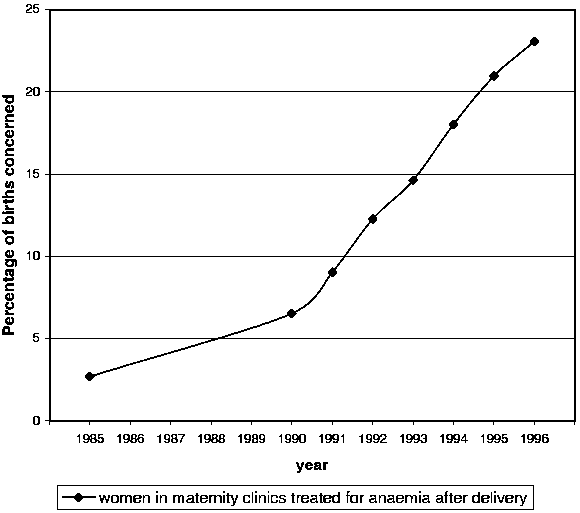 25
20
15
10
5
0
Percentage of births concerned
1985 1986 1987 1988 1989 1990 1991 1992 1993 1994 1995 1996
year
women in maternity clinics treated for anaemia after delivery